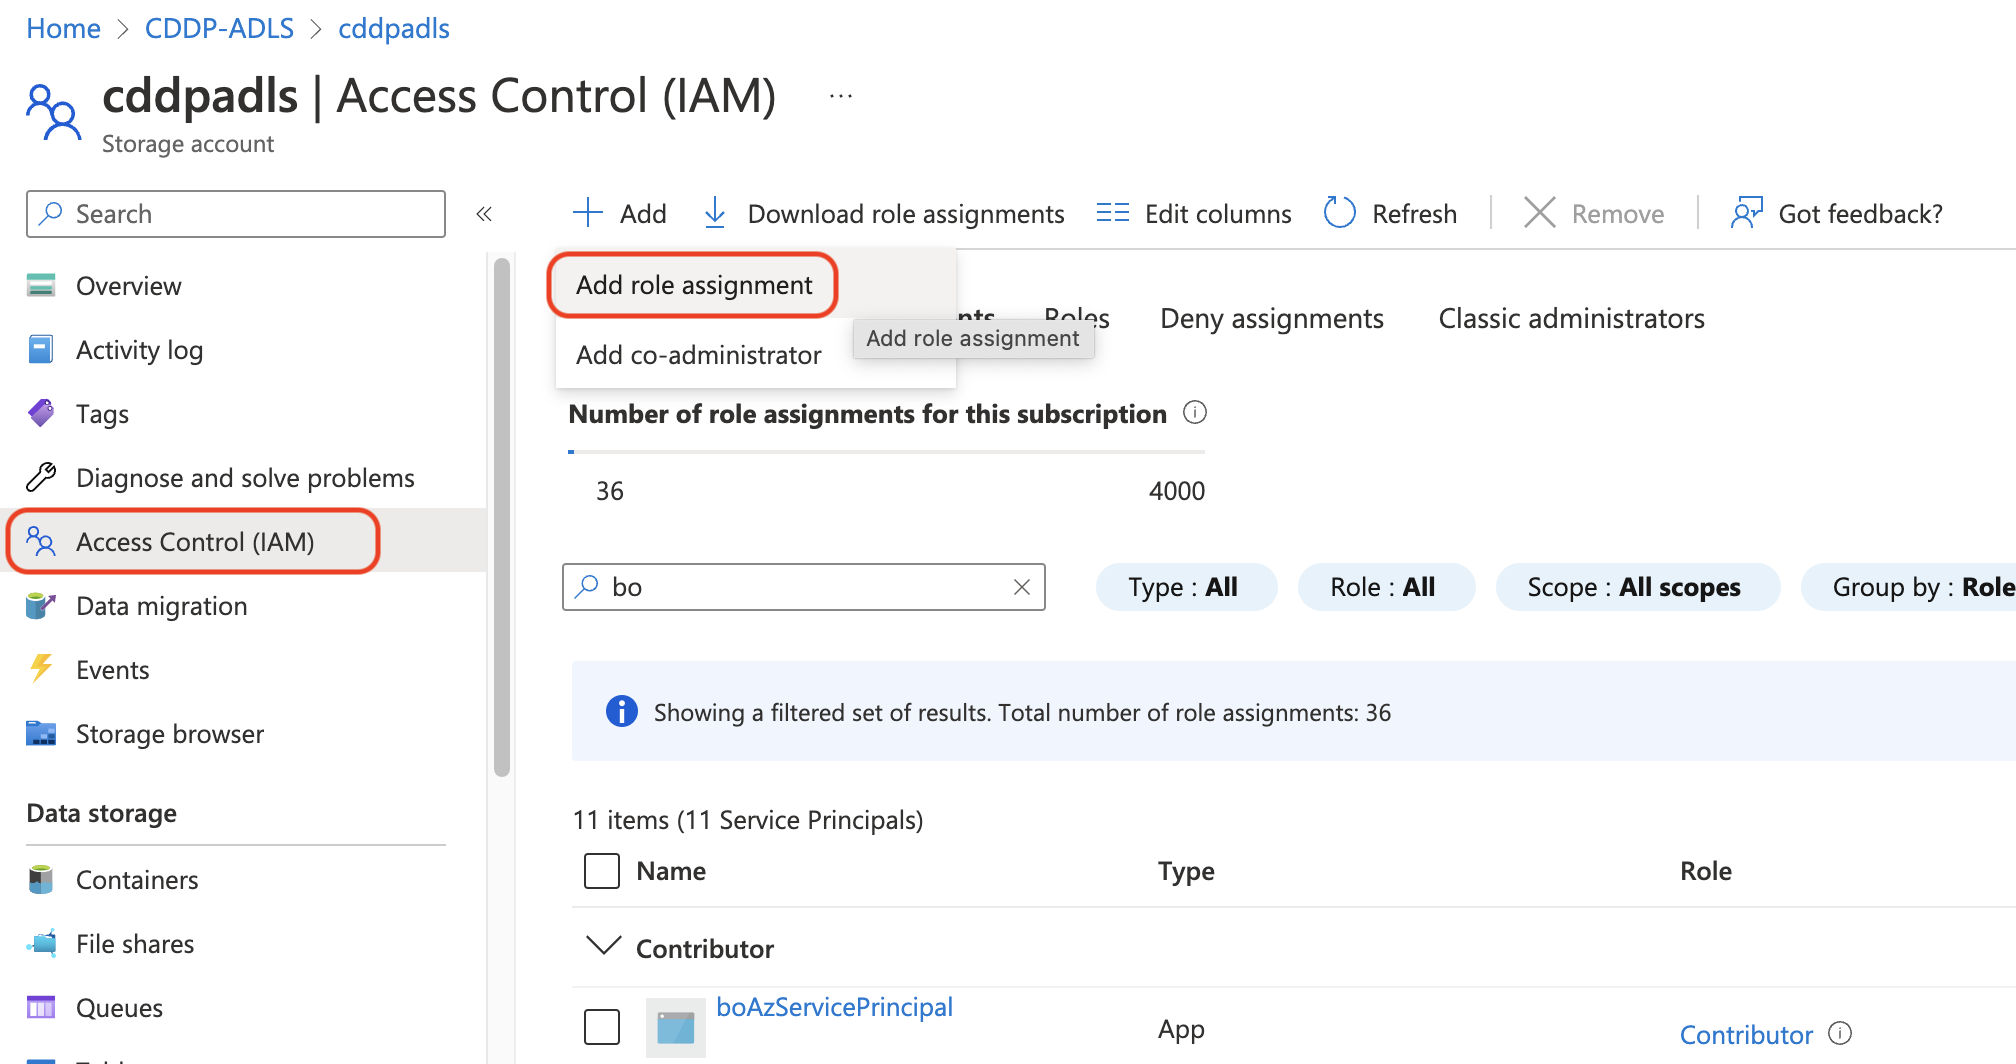 Home > CDDP-ADLS > cddpadls
cddpadls | Access Control (IAM) ...
Storage account
Search
«
Add
Download role assignments
Edit columns
Refresh
Remove
Got feedback?
Overview
Activity log
Tags
Diagnose and solve problems
Access Control (IAM)
Data migration
Events
Storage browser
Data storage
Containers
File shares
Queues
Add role assignment
Add co-administrator
Add role assignment
Roles
Deny assignments
Classic administrators
Number of role assignments for this subscription
36
4000
bo
Type : All
Role : All
Scope : All scopes
Group by : Role
Showing a filtered set of results. Total number of role assignments: 36
11 items (11 Service Principals)
Name
Type
Role
Contributor
boAzServicePrincipal
App
Contributor